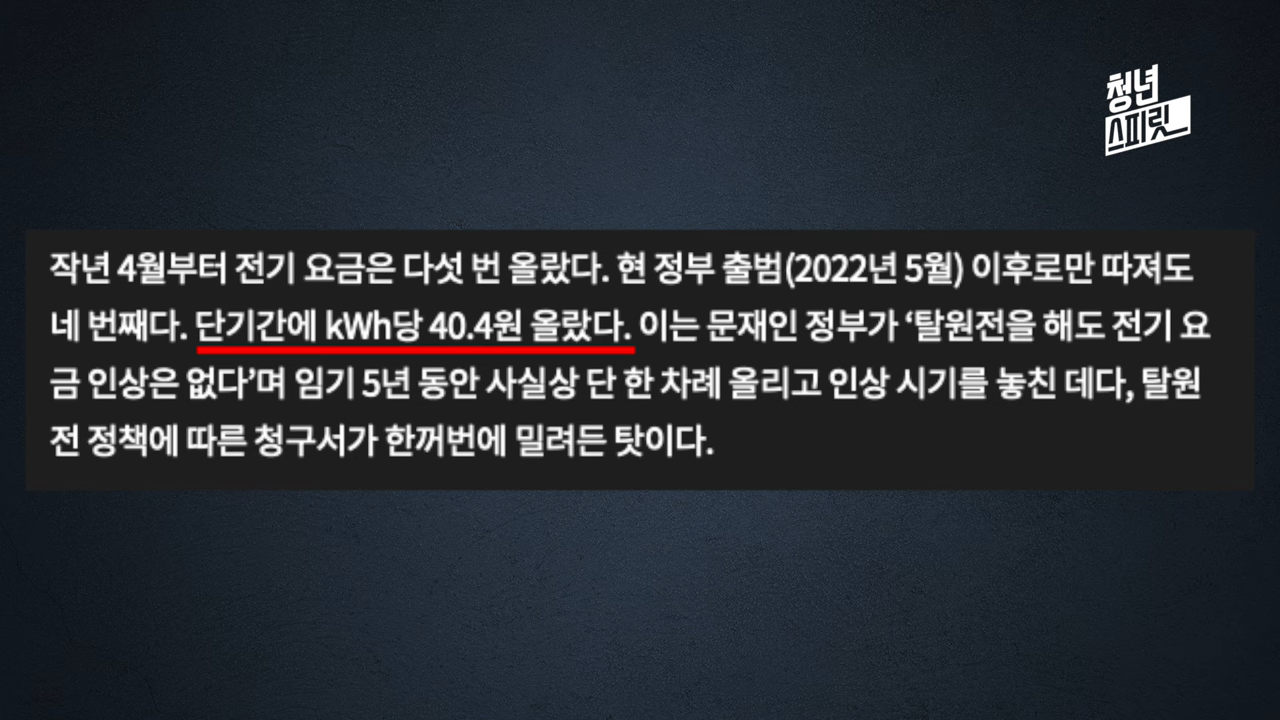 청년
스피릿
작년 4월부터 전기 요금은 다섯 번 올랐다. 현 정부 출범(2022년 5월) 이후로만 따져도
네 번째다. 단기간에 kWh당 40.4원 올랐다. 이는 문재인 정부가 ‘탈원전을 해도 전기 요
금 인상은 없다’며 임기 5년 동안 사실상 단 한 차례 올리고 인상 시기를 놓친 데다, 탈원
전 정책에 따른 청구서가 한꺼번에 밀려든 탓이다.